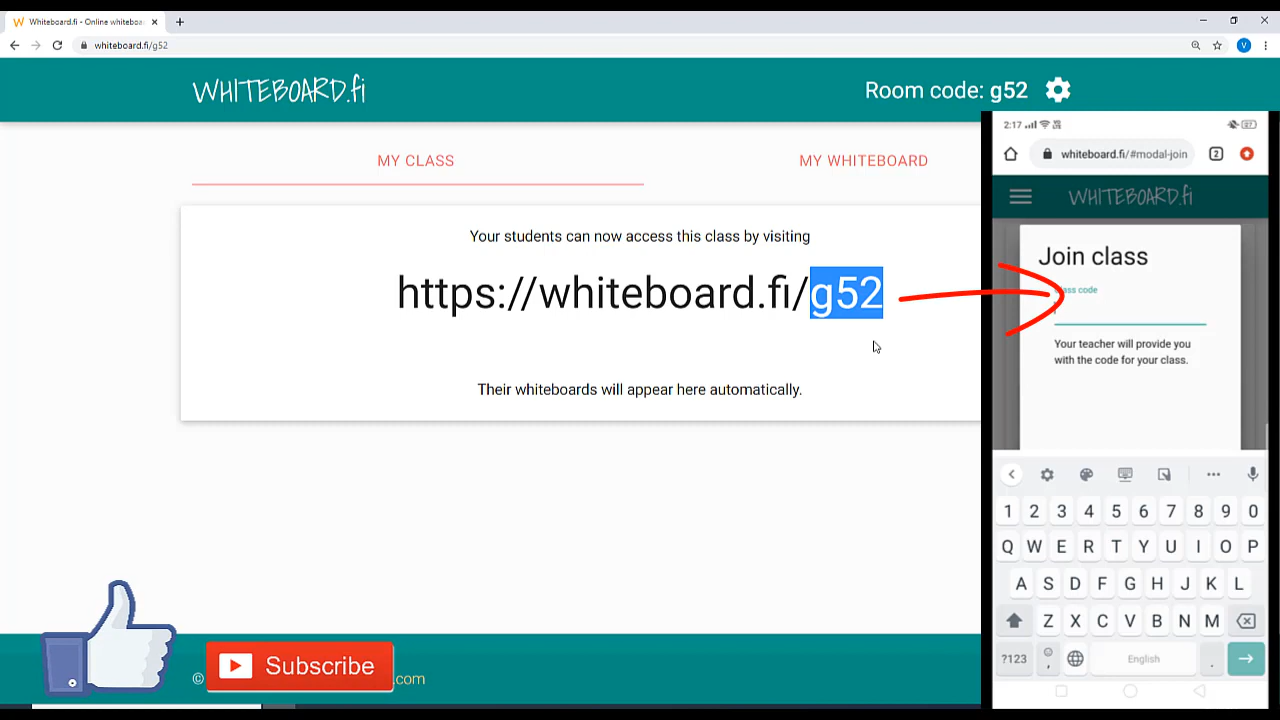 Whiteboard.fi - Online whiteboa
whiteboard.fi/g52
V
WHITEBOARD.fi
Room code: g52
MY CLASS
MY WHITEBOARD
Your students can now access this class by visiting
https://whiteboard.fi/g52
Their whiteboards will appear here automatically.
Subscribe
©
.com
2:17
whiteboard.fi/#modal-join
2
WHITEBOARD.fi
Join class
ass code
Your teacher will provide you
with the code for your class.
1 2 3 4 5 6 7 8 9 0
Q W E R T Y U I O P
A S D F G H J K L
Z X C V B N M
?123 , English .